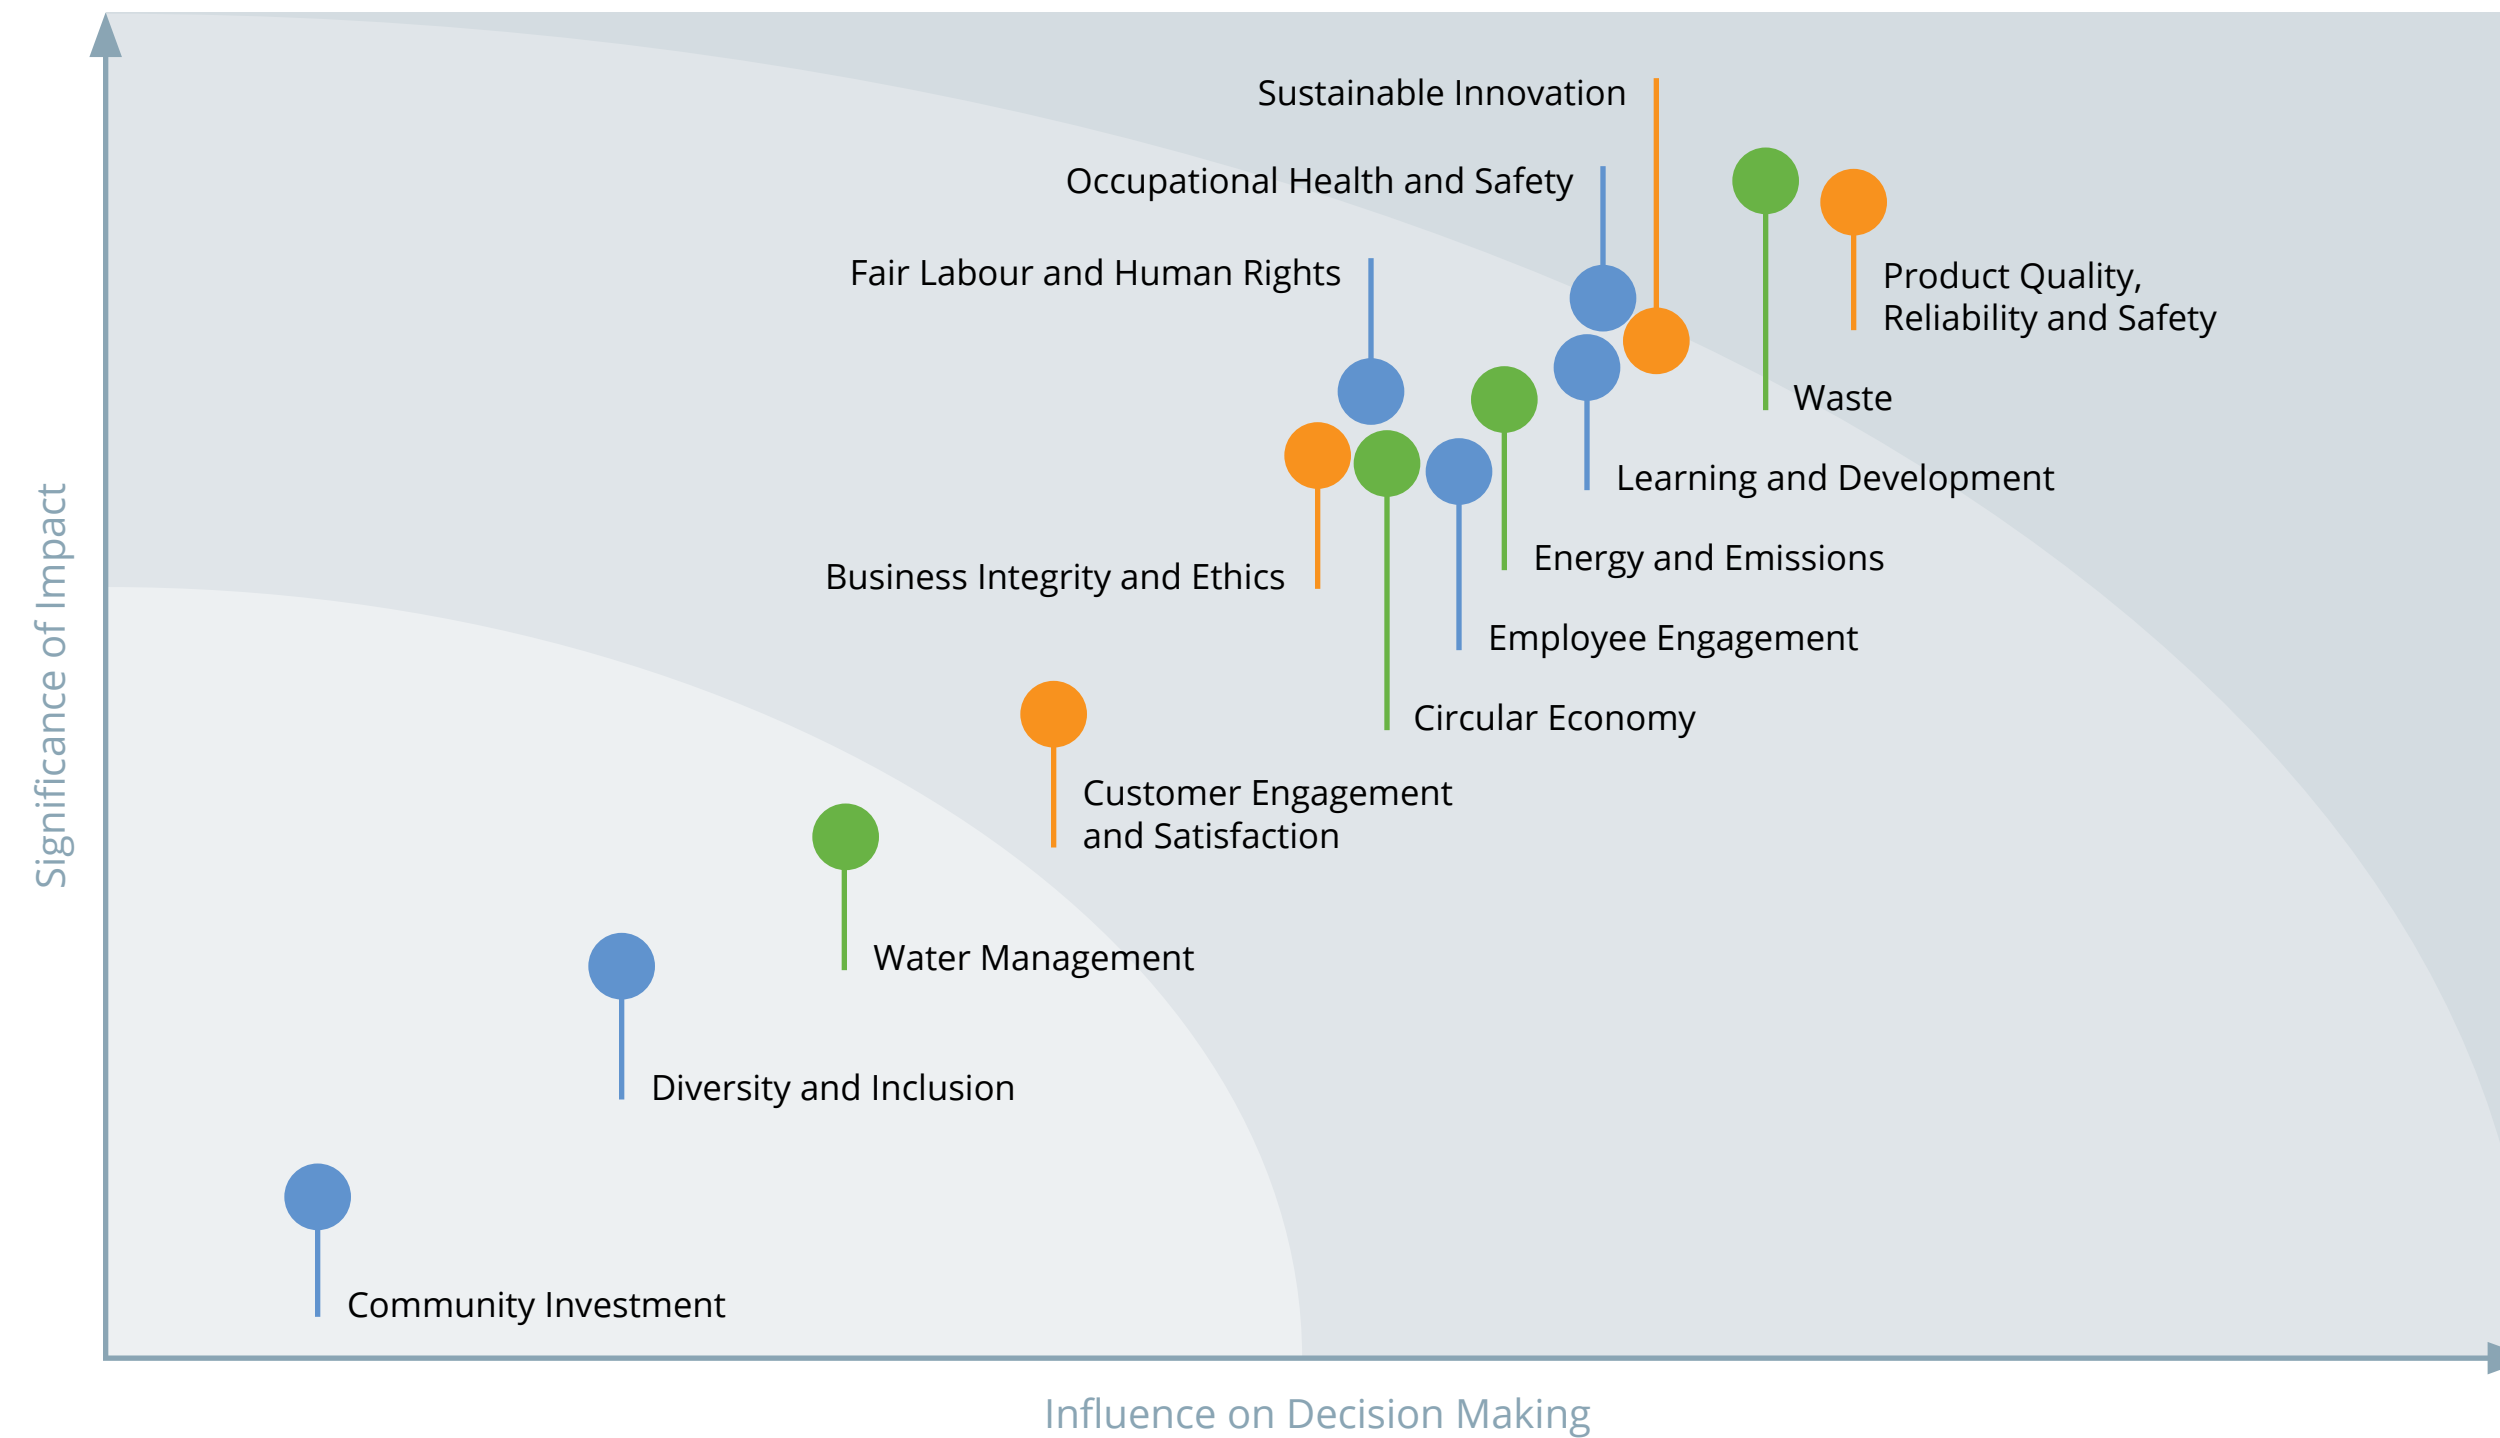 Sustainable Innovation
Occupational Health and Safety
Fair Labour and Human Rights
Product Quality,
Reliability and Safety
Waste
Learning and Development
Energy and Emissions
Business Integrity and Ethics
Employee Engagement
Circular Economy
Customer Engagement
and Satisfaction
Water Management
Diversity and Inclusion
Community Investment
Significance of Impact
Influence on Decision Making